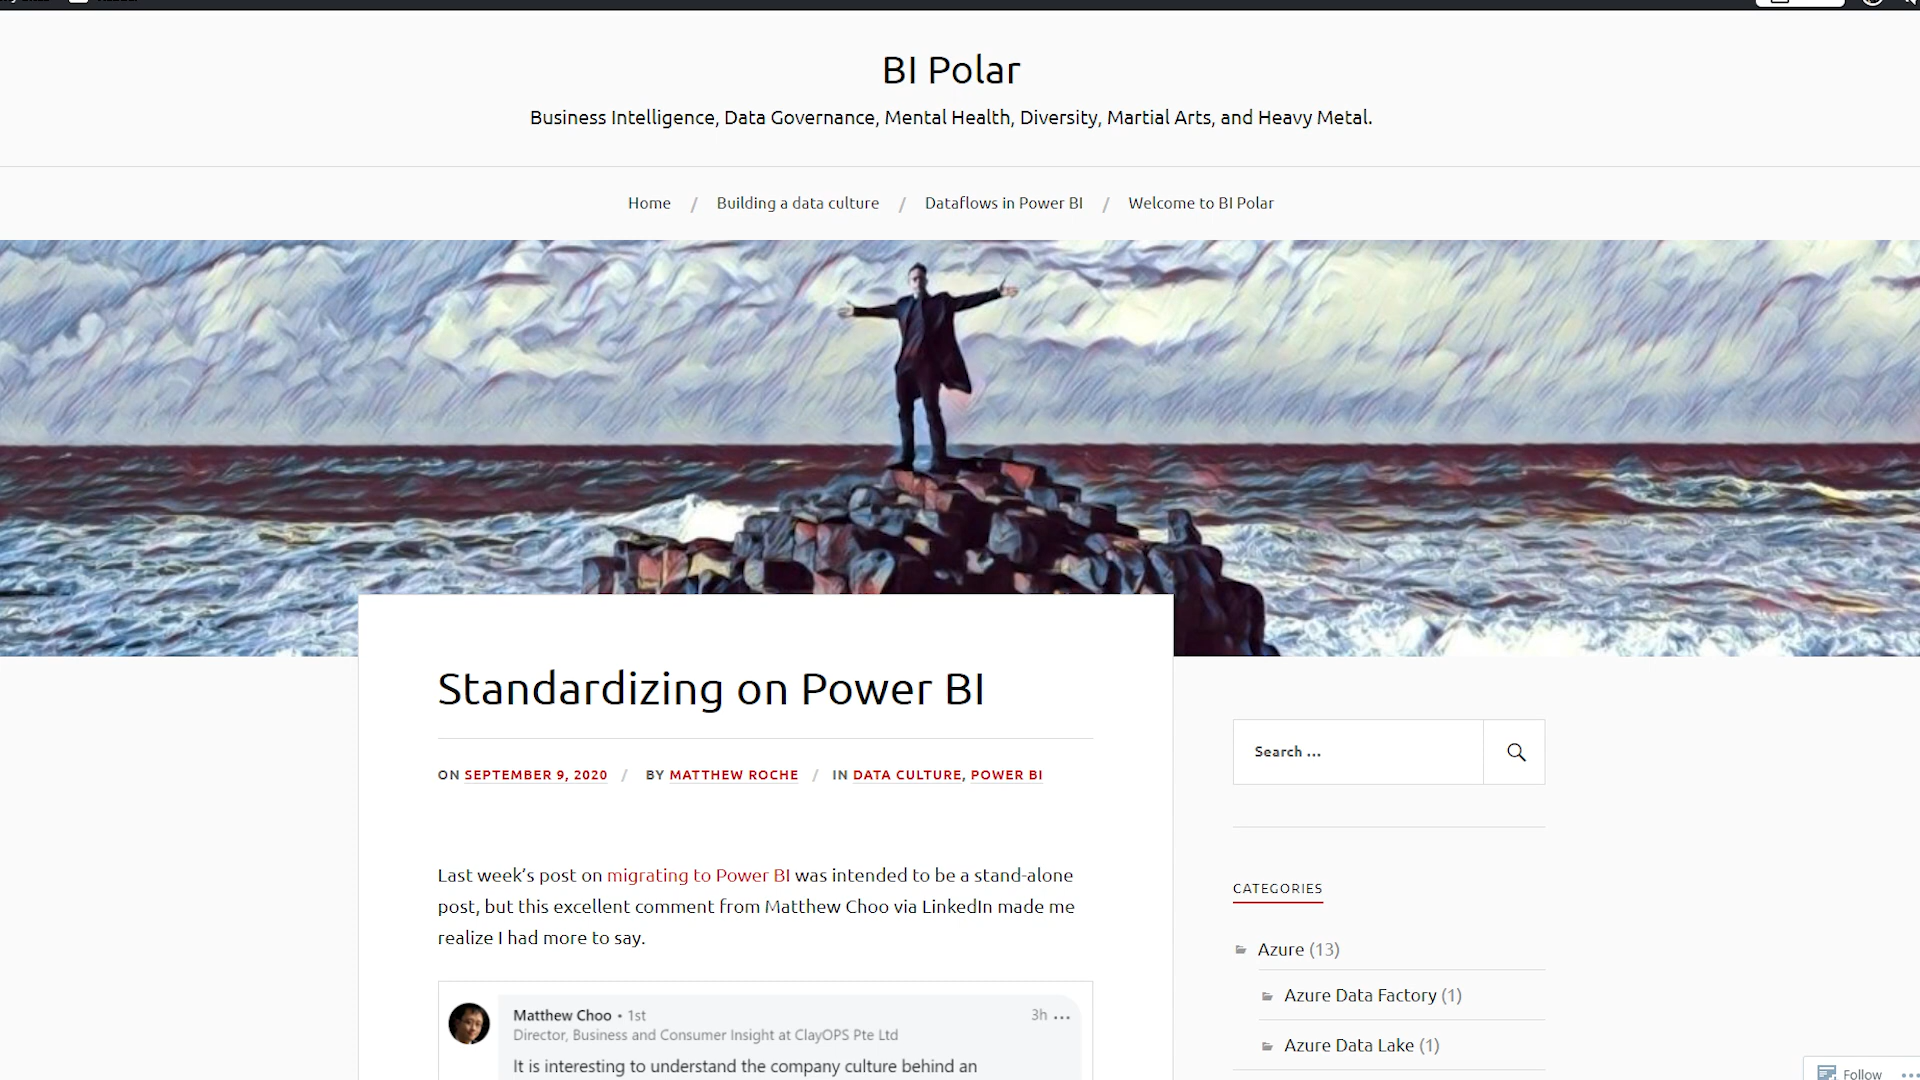 BI Polar
Business Intelligence, Data Governance, Mental Health, Diversity, Martial Arts, and Heavy Metal.
Home / Building a data culture / Dataflows in Power BI / Welcome to BI Polar
Standardizing on Power BI
ON SEPTEMBER 9, 2020 / BY MATTHEW ROCHE / IN DATA CULTURE, POWER BI
Last week’s post on migrating to Power BI was intended to be a stand-alone
post, but this excellent comment from Matthew Choo via LinkedIn made me
realize I had more to say.
Matthew Choo • 1st
3h ...
Director, Business and Consumer Insight at ClayOPS Pte Ltd
It is interesting to understand the company culture behind an
Search ...
CATEGORIES
Azure (13)
Azure Data Factory (1)
Azure Data Lake (1)
Follow ...